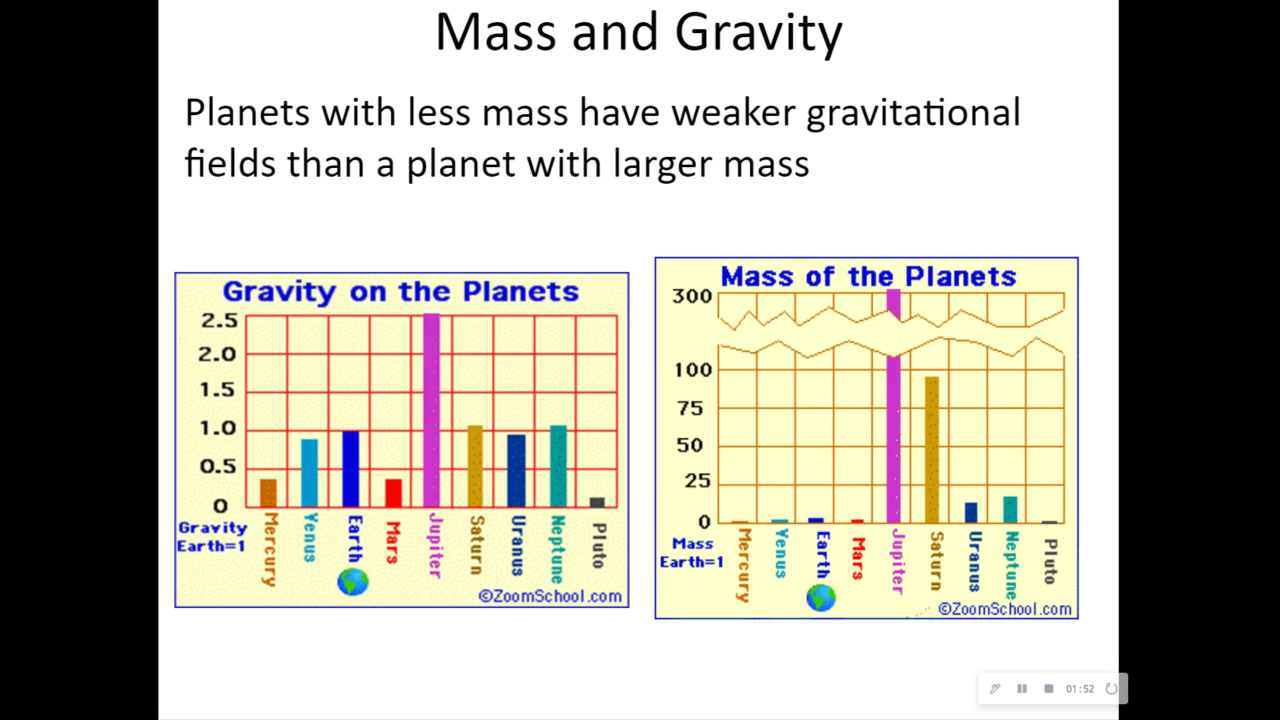 Mass and Gravity
Planets with less mass have weaker gravitational
fields than a planet with larger mass
Gravity on the Planets
2.5
2.0
1.5
1.0
0.5
0
Gravity
Earth=1
Mercury
Venus
Earth
Mars
Jupiter
Saturn
Uranus
Neptune
Pluto
©ZoomSchool.com
Mass of the Planets
300
100
75
50
25
0
Mass
Earth=1
Mercury
Venus
Earth
Mars
Jupiter
Saturn
Uranus
Neptune
Pluto
©ZoomSchool.com
01:52